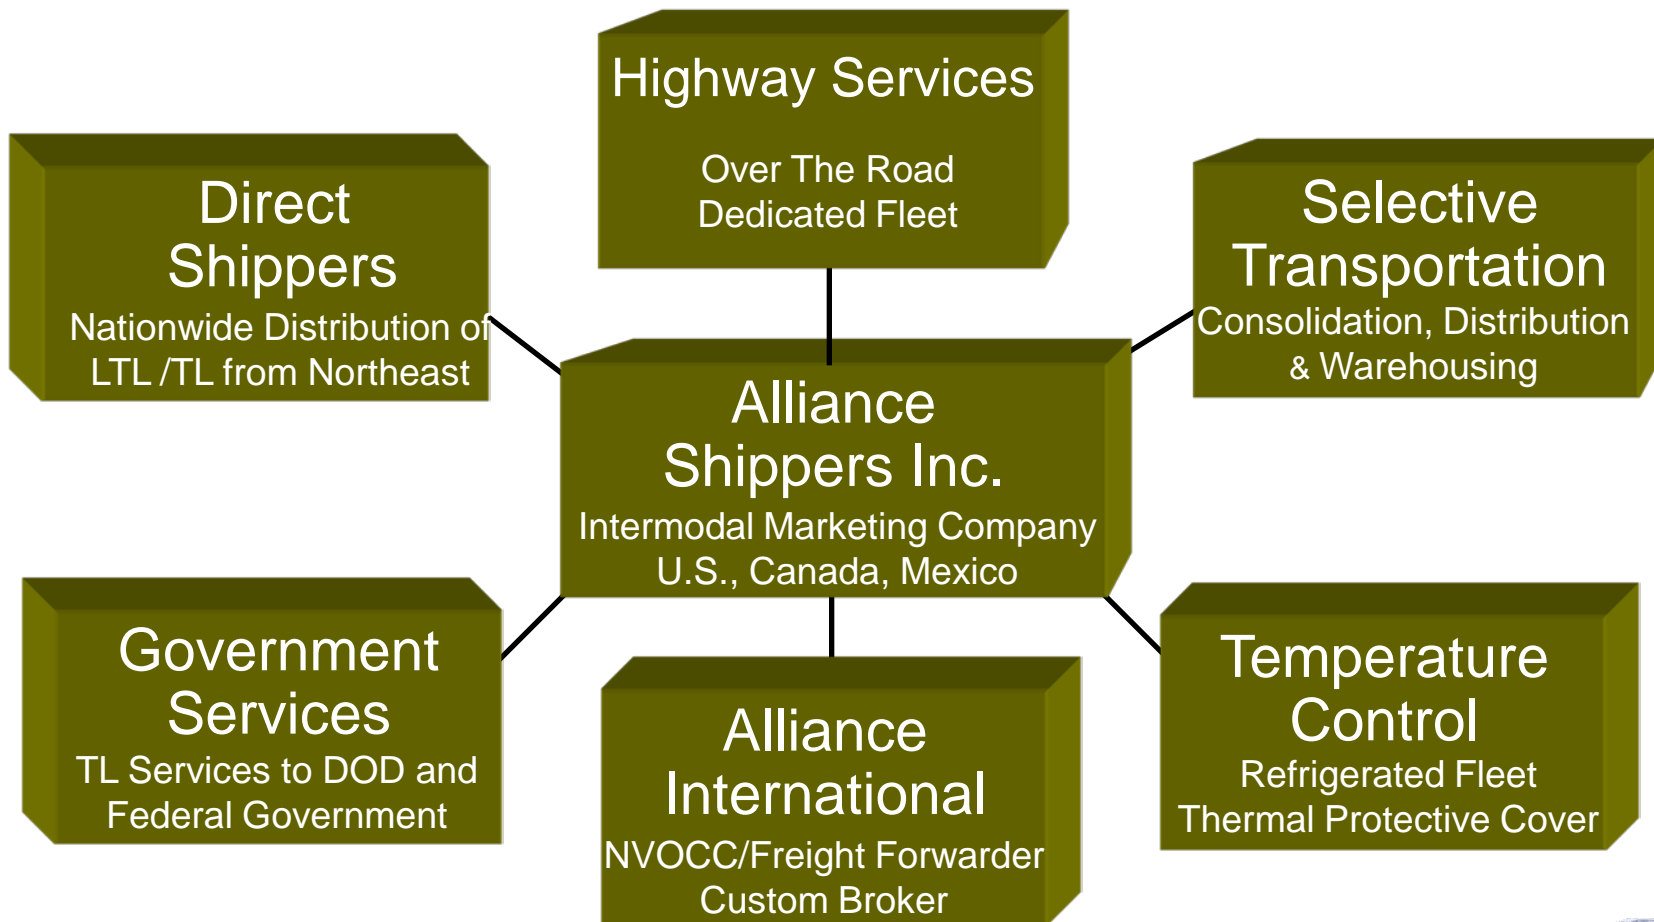 Highway Services
Over The Road
Dedicated Fleet
Direct
Shippers
Nationwide Distribution of
LTL /TL from Northeast
Selective
Transportation
Consolidation, Distribution
& Warehousing
Alliance
Shippers Inc.
Intermodal Marketing Company
U.S., Canada, Mexico
Government
Services
TL Services to DOD and
Federal Government
Alliance
International
NVOCC/Freight Forwarder
Custom Broker
Temperature
Control
Refrigerated Fleet
Thermal Protective Cover